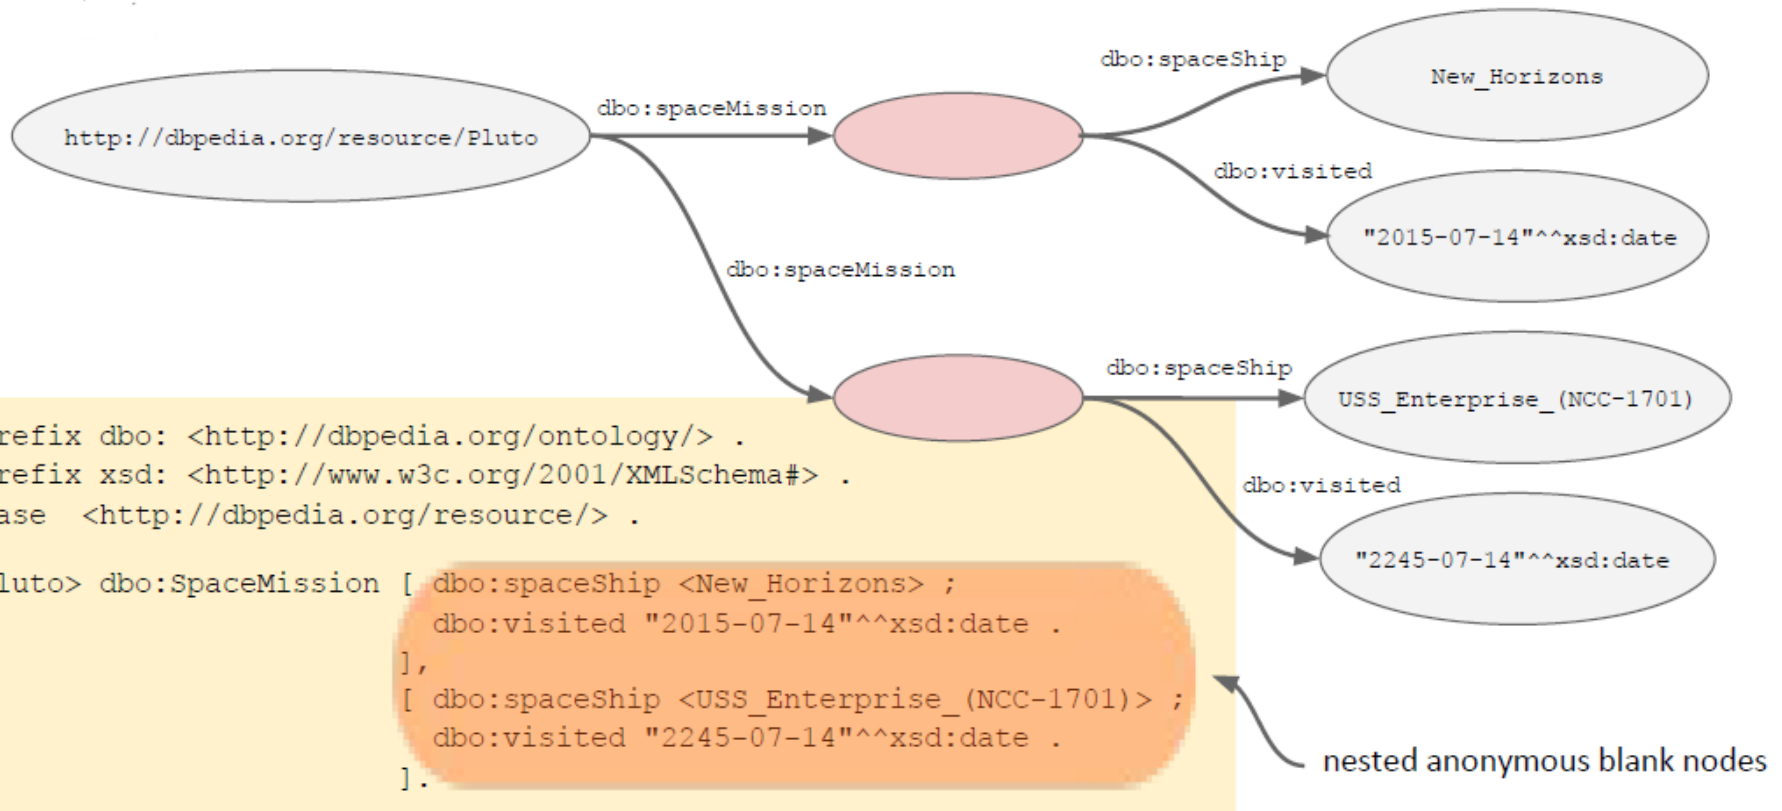 dbo:spaceShip
New_Horizons
dbo:spaceMission
http://dbpedia.org/resource/Pluto
dbo:visited
"2015-07-14"^^xsd:date
dbo:spaceMission
dbo:spaceShip
USS_Enterprise_(NCC-1701)
dbo:visited
"2245-07-14"^^xsd:date
refix dbo: <http://dbpedia.org/ontology/> .
refix xsd: <http://www.w3c.org/2001/XMLSchema#> .
ase <http://dbpedia.org/resource/> .
luto> dbo:SpaceMission [ dbo:spaceShip <New_Horizons> ;
dbo:visited "2015-07-14"^^xsd:date .
],
[ dbo:spaceShip <USS_Enterprise_(NCC-1701)> ;
dbo:visited "2245-07-14"^^xsd:date .
].
nested anonymous blank nodes